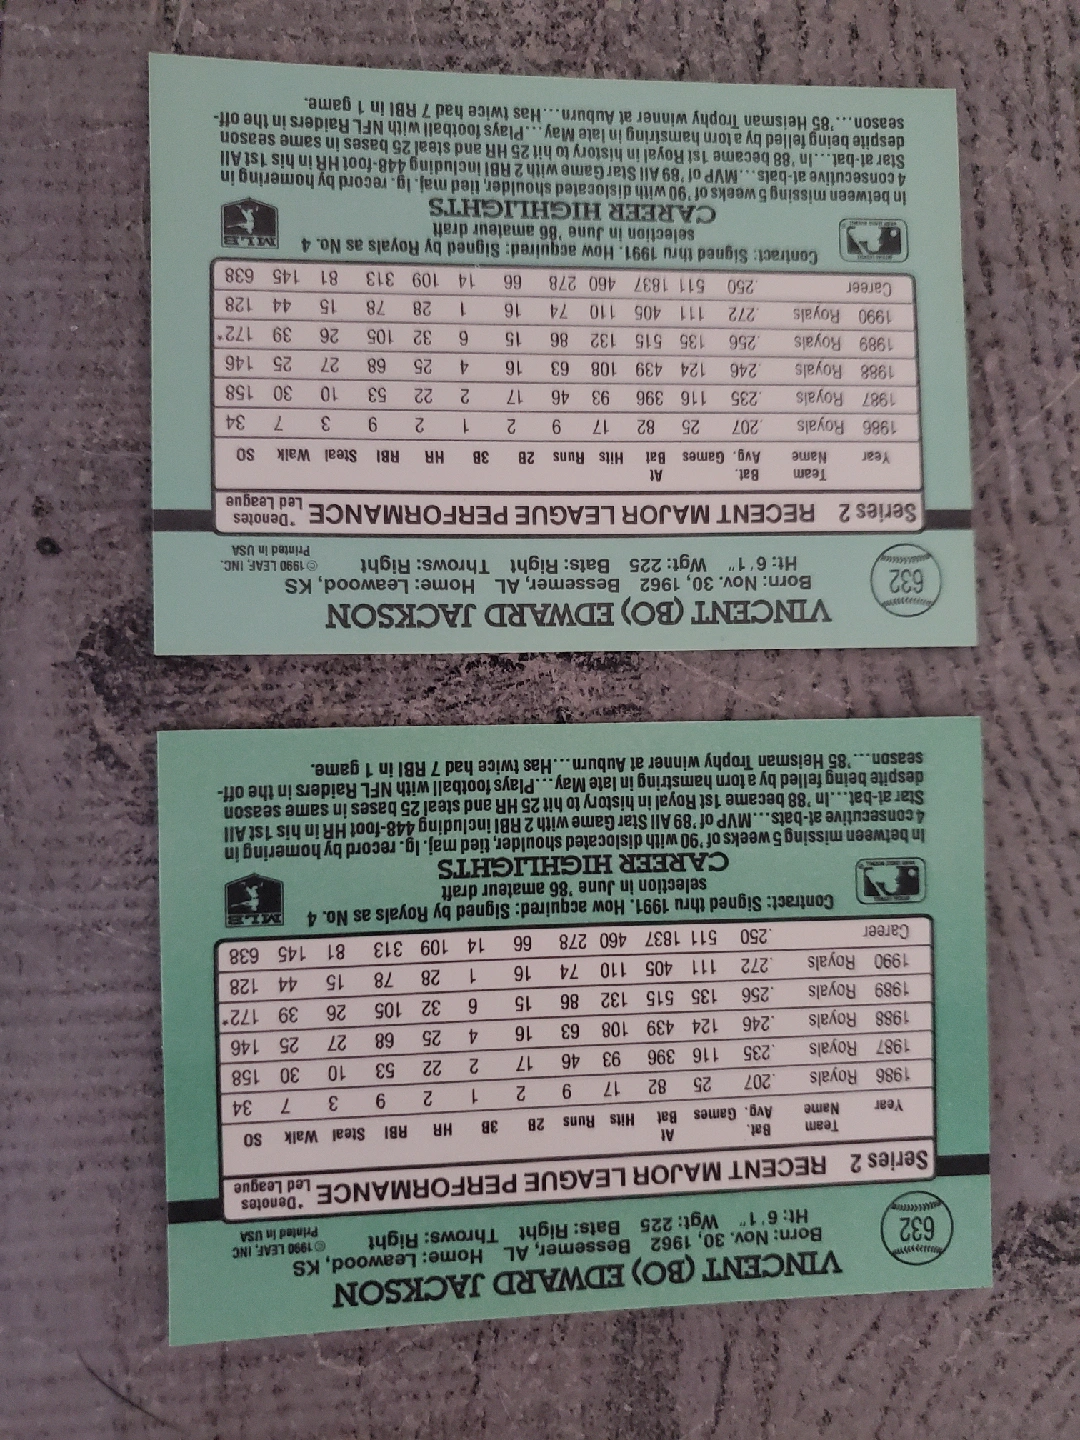 VINCENT (BO) EDWARD JACKSON
632
Born: Nov. 30, 1962 Bessemer, AL Home: Leawood, KS
Ht: 6'1" Wgt: 225 Bats: Right Throws: Right
© 1990 LEAF, INC
Printed in USA
Series 2 RECENT MAJOR LEAGUE PERFORMANCE
*Denotes
Led League
Year Team Name Bat. Avg. Games At Bat Hits Runs 2B 3B HR RBI Steal Walk SO
1986 Royals .207 25 82 17 9 2 1 2 9 3 7 34
1987 Royals .235 116 396 93 46 17 2 22 53 10 30 158
1988 Royals .246 124 439 108 63 16 4 25 68 27 25 146
1989 Royals .256 135 515 132 86 15 6 32 105 26 39 172*
1990 Royals .272 111 405 110 74 16 1 28 78 15 44 128
Career .250 511 1837 460 278 66 14 109 313 81 145 638
Contract: Signed thru 1991. How acquired: Signed by Royals as No. 4
selection in June '86 amateur draft
MLB
CAREER HIGHLIGHTS
In between missing 5 weeks of '90 with dislocated shoulder, tied maj. lg. record by homering in
4 consecutive at-bats....MVP of '89 All Star Game with 2 RBI including 448-foot HR in his 1st All
Star at-bat....In '88 became 1st Royal in history to hit 25 HR and steal 25 bases in same season
despite being felled by a torn hamstring in late May....Plays football with NFL Raiders in the off-
season....'85 Heisman Trophy winner at Auburn....Has twice had 7 RBI in 1 game.
VINCENT (BO) EDWARD JACKSON
632
Born: Nov. 30, 1962 Bessemer, AL Home: Leawood, KS
Ht: 6'1" Wgt: 225 Bats: Right Throws: Right
© 1990 LEAF, INC.
Printed in USA
Series 2 RECENT MAJOR LEAGUE PERFORMANCE
*Denotes
Led League
Year Team Name Bat. Avg. Games At Bat Hits Runs 2B 3B HR RBI Steal Walk SO
1986 Royals .207 25 82 17 9 2 1 2 9 3 7 34
1987 Royals .235 116 396 93 46 17 2 22 53 10 30 158
1988 Royals .246 124 439 108 63 16 4 25 68 27 25 146
1989 Royals .256 135 515 132 86 15 6 32 105 26 39 172*
1990 Royals .272 111 405 110 74 16 1 28 78 15 44 128
Career .250 511 1837 460 278 66 14 109 313 81 145 638
Contract: Signed thru 1991. How acquired: Signed by Royals as No. 4
selection in June '86 amateur draft
MLB
CAREER HIGHLIGHTS
In between missing 5 weeks of '90 with dislocated shoulder, tied maj. lg. record by homering in
4 consecutive at-bats....MVP of '89 All Star Game with 2 RBI including 448-foot HR in his 1st All
Star at-bat....In '88 became 1st Royal in history to hit 25 HR and steal 25 bases in same season
despite being felled by a torn hamstring in late May....Plays football with NFL Raiders in the off-
season....'85 Heisman Trophy winner at Auburn....Has twice had 7 RBI in 1 game.